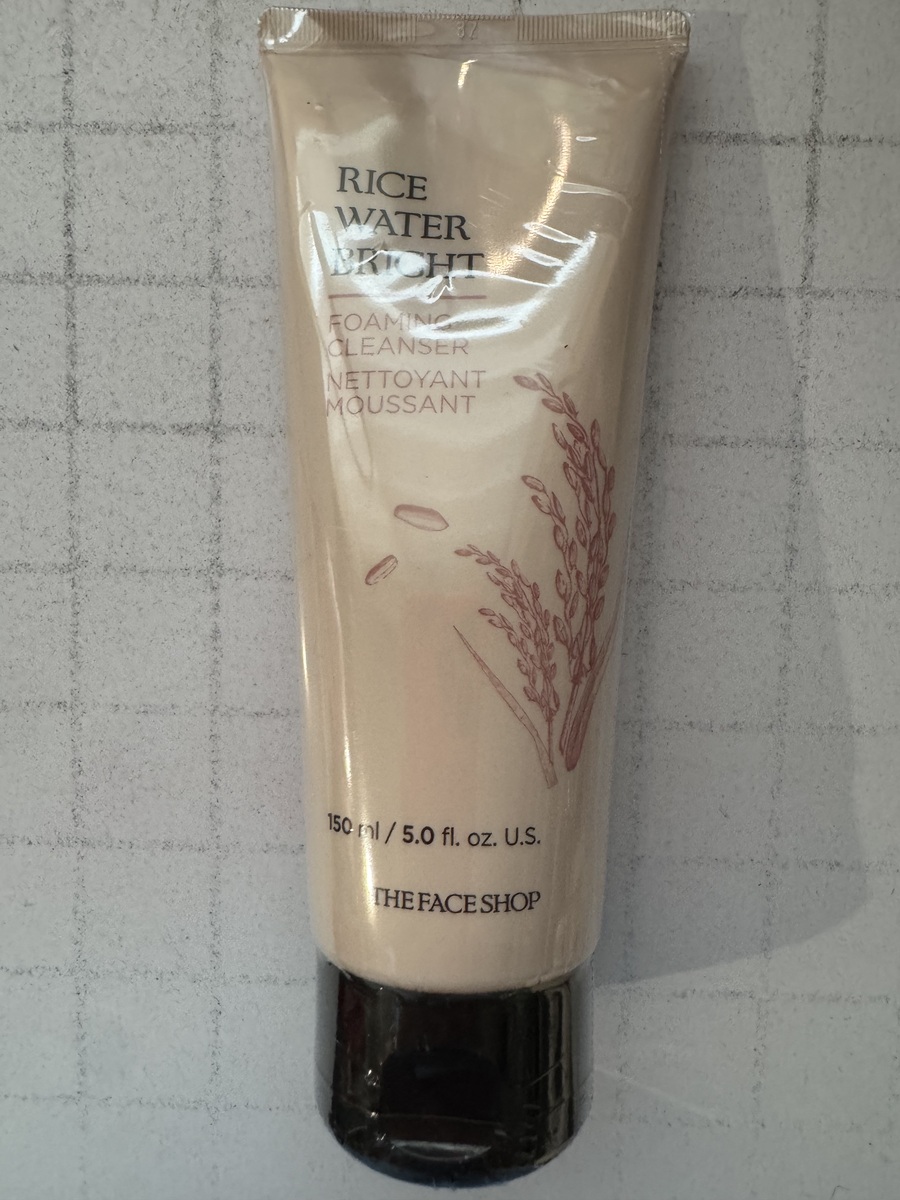 RICE
WATER
BRIGHT
FOAMING
CLEANSER
NETTOYANT
MOUSSANT
150 ml / 5.0 fl. oz. U.S.
THE FACE SHOP